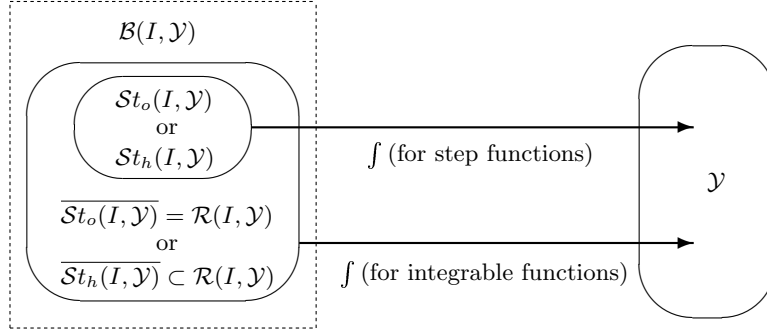 𝓑(I, 𝒴)
𝒮t_o(I, 𝒴)
or
𝒮t_h(I, 𝒴)
∫ (for step functions)
𝒴
\overline{𝒮t_o(I, 𝒴)} = ℛ(I, 𝒴)
or
\overline{𝒮t_h(I, 𝒴)} ⊂ ℛ(I, 𝒴)
∫ (for integrable functions)